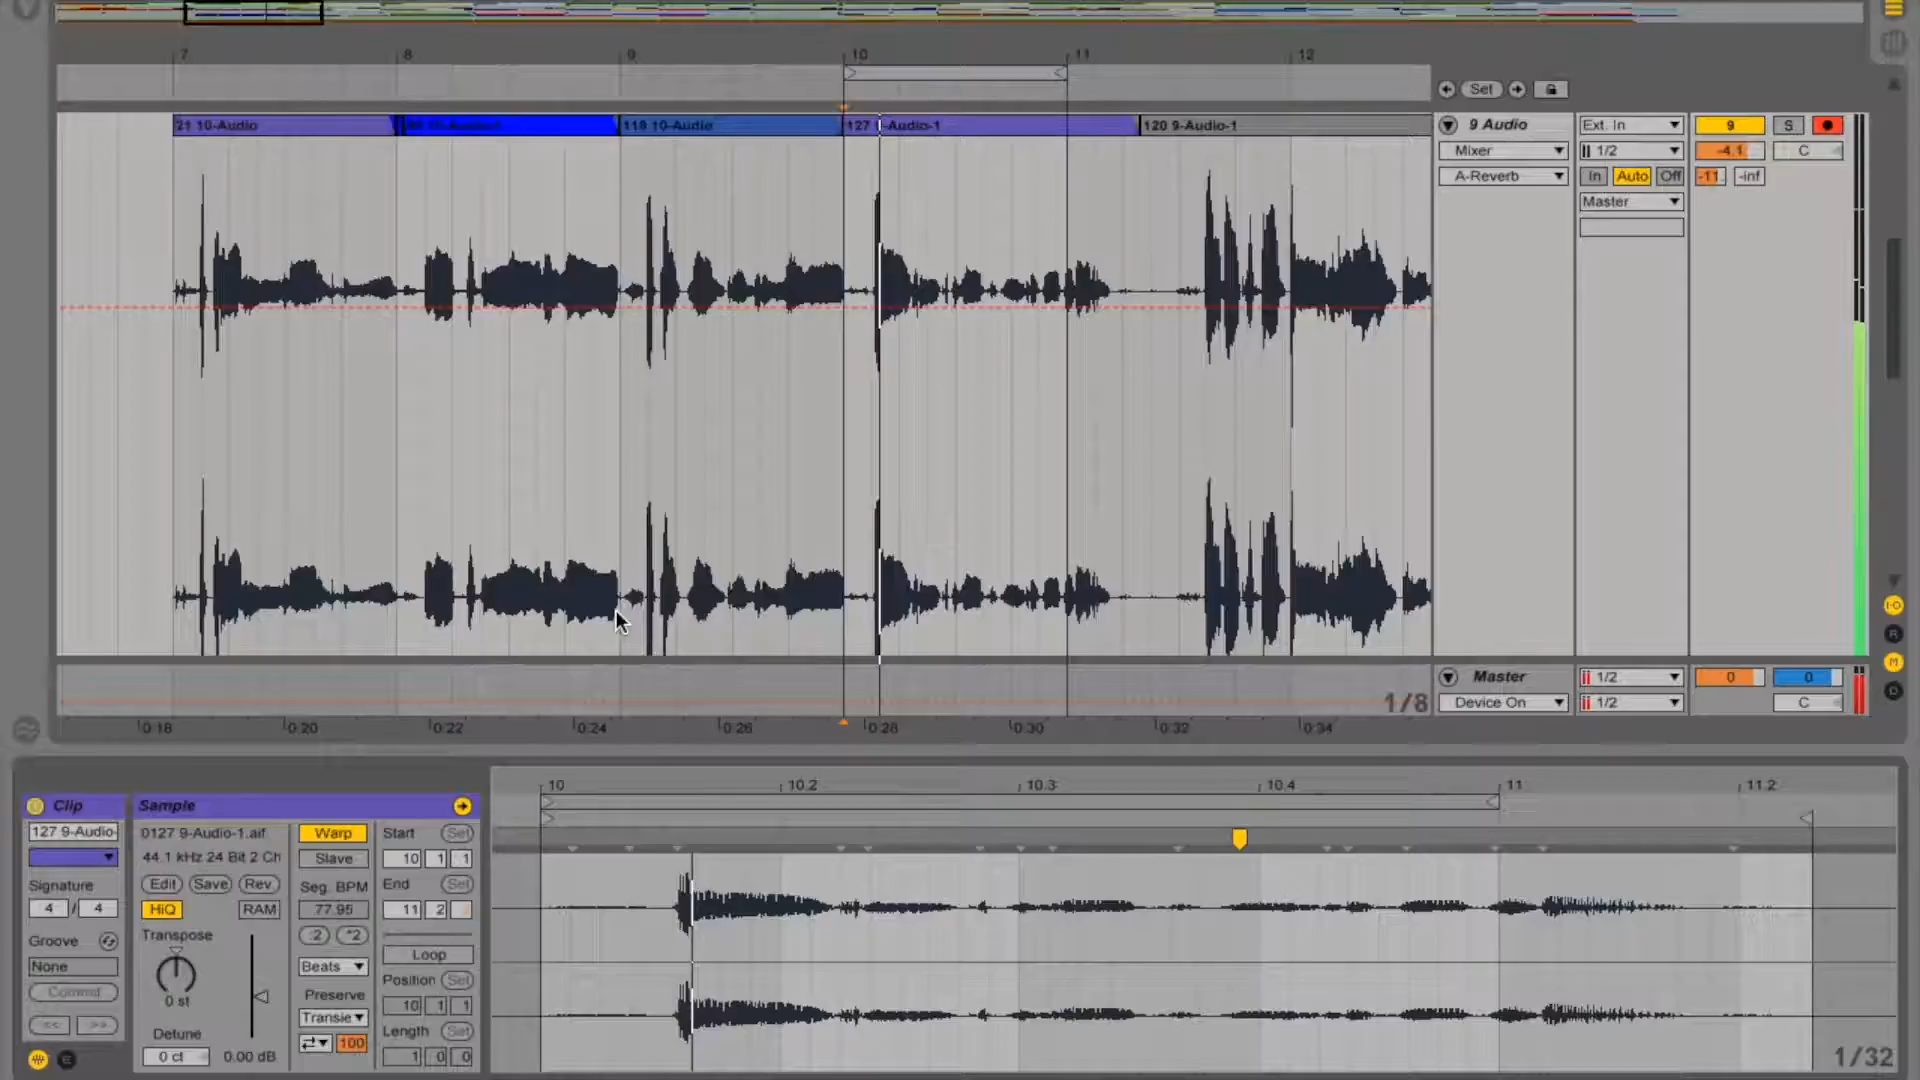 7 8 9 10 11 12
Set
21 10-Audio 118 10-Audio 127 -Audio-1 120 9-Audio-1
9 Audio Ext. In 9 S
Mixer 1/2 -4.1 C
A-Reverb In Auto Off -11. -inf
Master
Master 1/2 0 0
1/8 Device On 1/2 C
0:18 0:20 0:22 0:24 0:26 0:28 0:30 0:32 0:34
I·O
R
M
D
10 10.2 10.3 10.4 11 11.2
Clip Sample
127 9-Audio- 0127 9-Audio-1.aif Warp Start Set
44.1 kHz 24 Bit 2 Ch Slave 10 1 1
Signature Edit Save Rev. Seg. BPM End Set
4 / 4 HiQ RAM 77.95 11 2
Groove Transpose :2 *2
None Beats Loop
Commit 0 st Preserve Position Set
<< >> Transie 10 1 1
Detune Length Set
0 ct 0.00 dB 100 1 0 0
E
1/32